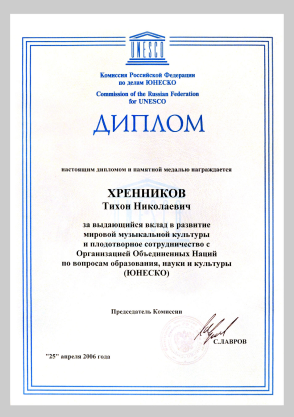 UNESCO
Комиссия Российской Федерации
по делам ЮНЕСКО
Commission of the Russian Federation
for UNESCO
ДИПЛОМ
настоящим дипломом и памятной медалью награждается
ХРЕННИКОВ
Тихон Николаевич
за выдающийся вклад в развитие
мировой музыкальной культуры
и плодотворное сотрудничество с
Организацией Объединенных Наций
по вопросам образования, науки и культуры
(ЮНЕСКО)
Председатель Комиссии
С.ЛАВРОВ
"25" апреля 2006 года